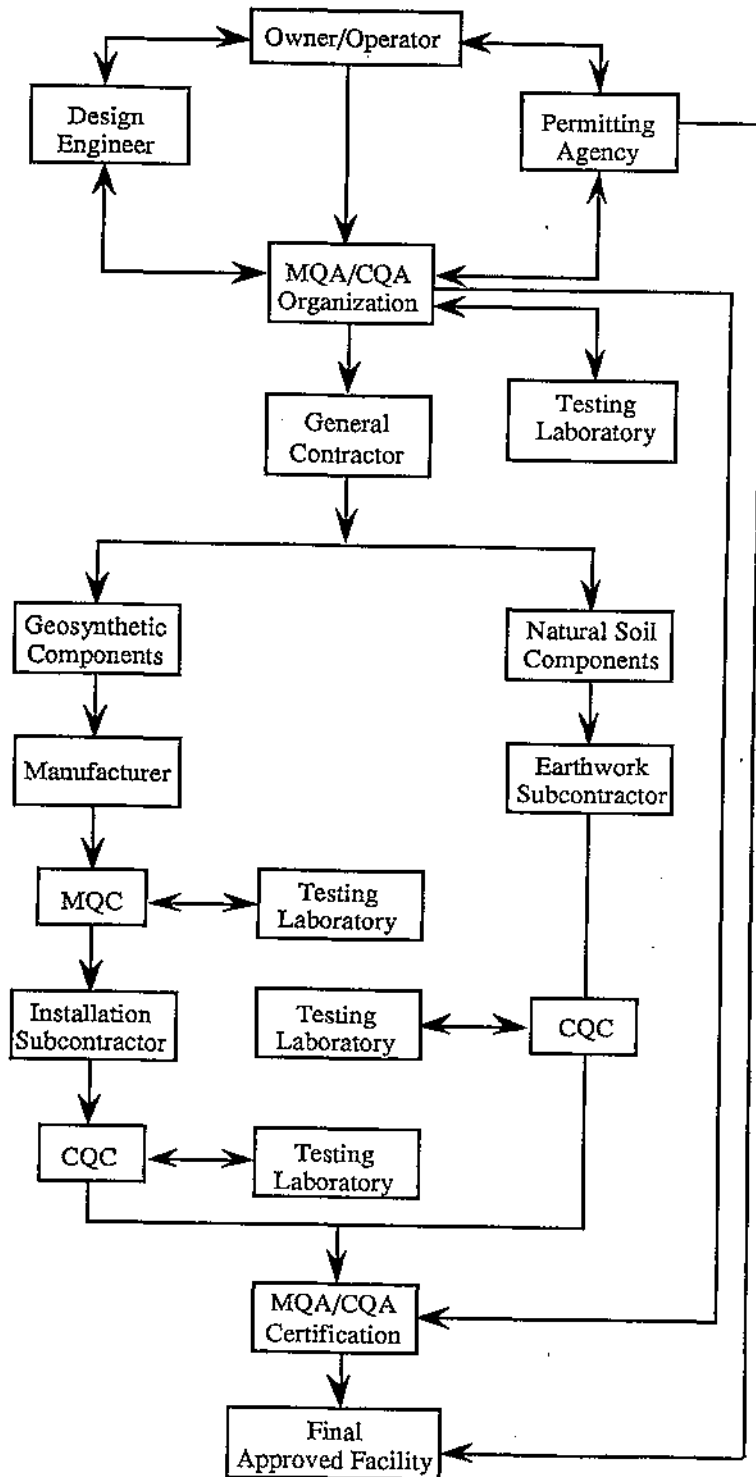 Owner/Operator
Design
Engineer
Permitting
Agency
MQA/CQA
Organization
General
Contractor
Testing
Laboratory
Geosynthetic
Components
Natural Soil
Components
Manufacturer
Earthwork
Subcontractor
MQC
Testing
Laboratory
Installation
Subcontractor
Testing
Laboratory
CQC
CQC
Testing
Laboratory
MQA/CQA
Certification
Final
Approved Facility